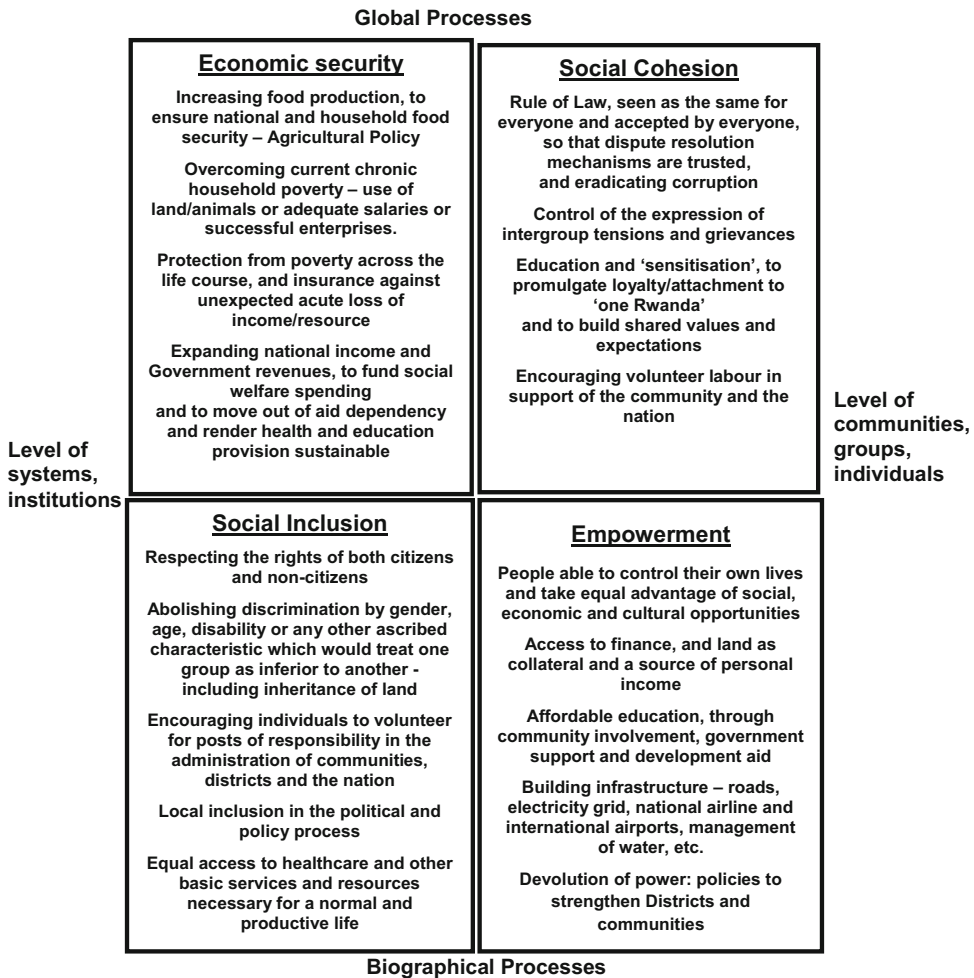 Global Processes
Economic security
Increasing food production, to
ensure national and household food
security – Agricultural Policy
Overcoming current chronic
household poverty – use of
land/animals or adequate salaries or
successful enterprises.
Protection from poverty across the
life course, and insurance against
unexpected acute loss of
income/resource
Expanding national income and
Government revenues, to fund social
welfare spending
and to move out of aid dependency
and render health and education
provision sustainable
Social Cohesion
Rule of Law, seen as the same for
everyone and accepted by everyone,
so that dispute resolution
mechanisms are trusted,
and eradicating corruption
Control of the expression of
intergroup tensions and grievances
Education and ‘sensitisation’, to
promulgate loyalty/attachment to
‘one Rwanda’
and to build shared values and
expectations
Encouraging volunteer labour in
support of the community and the
nation
Level of
systems,
institutions
Level of
communities,
groups,
individuals
Social Inclusion
Respecting the rights of both citizens
and non-citizens
Abolishing discrimination by gender,
age, disability or any other ascribed
characteristic which would treat one
group as inferior to another -
including inheritance of land
Encouraging individuals to volunteer
for posts of responsibility in the
administration of communities,
districts and the nation
Local inclusion in the political and
policy process
Equal access to healthcare and other
basic services and resources
necessary for a normal and
productive life
Empowerment
People able to control their own lives
and take equal advantage of social,
economic and cultural opportunities
Access to finance, and land as
collateral and a source of personal
income
Affordable education, through
community involvement, government
support and development aid
Building infrastructure – roads,
electricity grid, national airline and
international airports, management
of water, etc.
Devolution of power: policies to
strengthen Districts and
communities
Biographical Processes